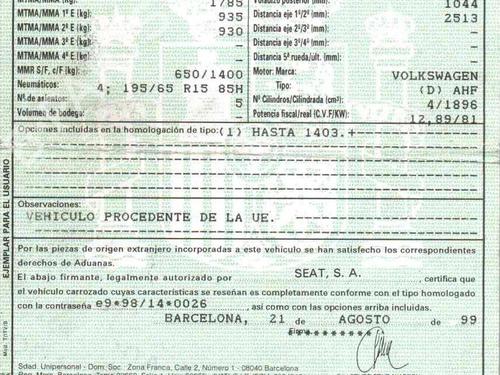 MTMA/MMA (kg): 1785
MTMA/MMA 1º E (kg): 935
MTMA/MMA 2º E (kg): 930
MTMA/MMA 3º E (kg): –
MTMA/MMA 4º E (kg): –
MMR S/F, c/F (kg): 650/1400
Neumáticos: 4; 195/65 R15 85H
Nº de asientos: 5
Volumen de bodega: –
Voladizo posterior (mm): 1044
Distancia eje 1º/2º (mm): 2513
Distancia eje 2º/3º (mm): –
Distancia eje 3º/4º (mm): –
Distancia 5ª rueda/ult. (mm): –
Motor: Marca: VOLKSWAGEN
Tipo: (D) AHF
Nº Cilindros/Cilindrada (cm³): 4/1896
Potencia fiscal/real (C.V.F/KW): 12,89/81
Opciones incluidas en la homologación de tipo: (1) HASTA 1403.+
Observaciones:
VEHICULO PROCEDENTE DE LA UE.
Por las piezas de origen extranjero incorporadas a este vehículo se han satisfecho los correspondientes
derechos de Aduanas.
El abajo firmante, legalmente autorizado por SEAT, S.A. , certifica que
el vehículo carrozado cuyas características se reseñan es completamente conforme con el tipo homologado
con la contraseña e9*98/14*0026 , así como con las opciones arriba incluidas.
BARCELONA, 21 de AGOSTO de 99
Firma
********
Sdad. Unipersonal - Dom. Soc. Zona Franca, Calle 2, Número 1 - 08040 Barcelona
EJEMPLAR PARA EL USUARIO